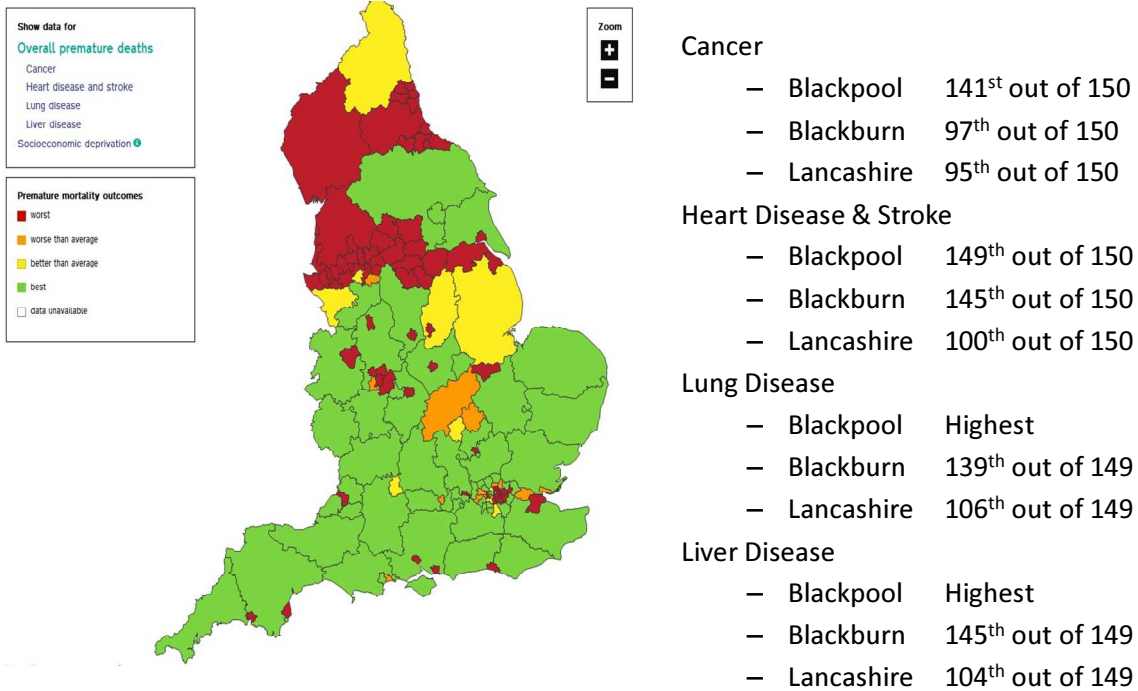 Show data for
Overall premature deaths
Cancer
Heart disease and stroke
Lung disease
Liver disease
Socioeconomic deprivation
Premature mortality outcomes
worst
worse than average
better than average
best
data unavailable
Zoom
+
−
Cancer
– Blackpool 141st out of 150
– Blackburn 97th out of 150
– Lancashire 95th out of 150
Heart Disease & Stroke
– Blackpool 149th out of 150
– Blackburn 145th out of 150
– Lancashire 100th out of 150
Lung Disease
– Blackpool Highest
– Blackburn 139th out of 149
– Lancashire 106th out of 149
Liver Disease
– Blackpool Highest
– Blackburn 145th out of 149
– Lancashire 104th out of 149